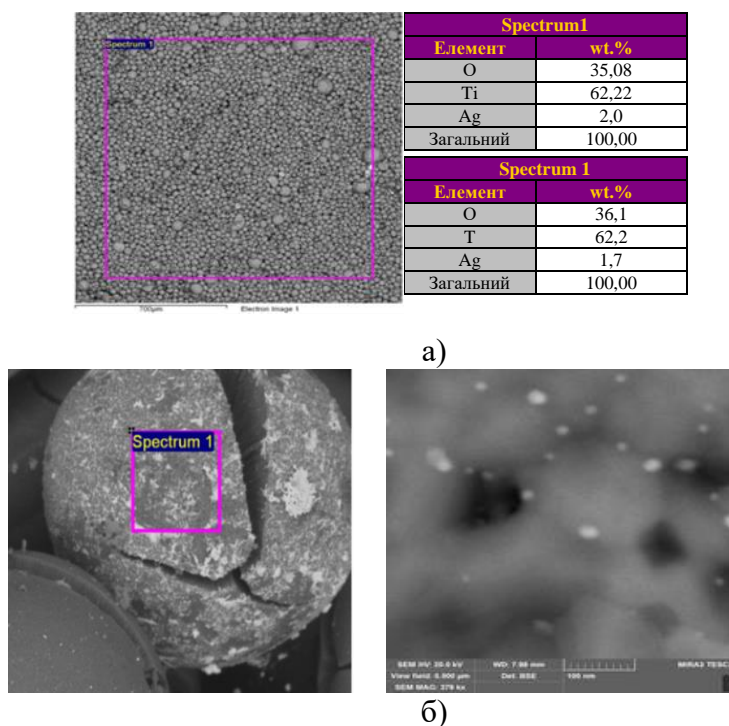 Spectrum 1
700µm Electron Image 1
Spectrum1
Елемент wt.%
O 35,08
Ti 62,22
Ag 2,0
Загальний 100,00
Spectrum 1
Елемент wt.%
O 36,1
T 62,2
Ag 1,7
Загальний 100,00
а)
Spectrum 1
SEM HV: 20.0 kV WD: 7.98 mm MIRA3 TESC
View field: 0.800 µm Det: BSE 100 nm
SEM MAG: 379 kx
б)